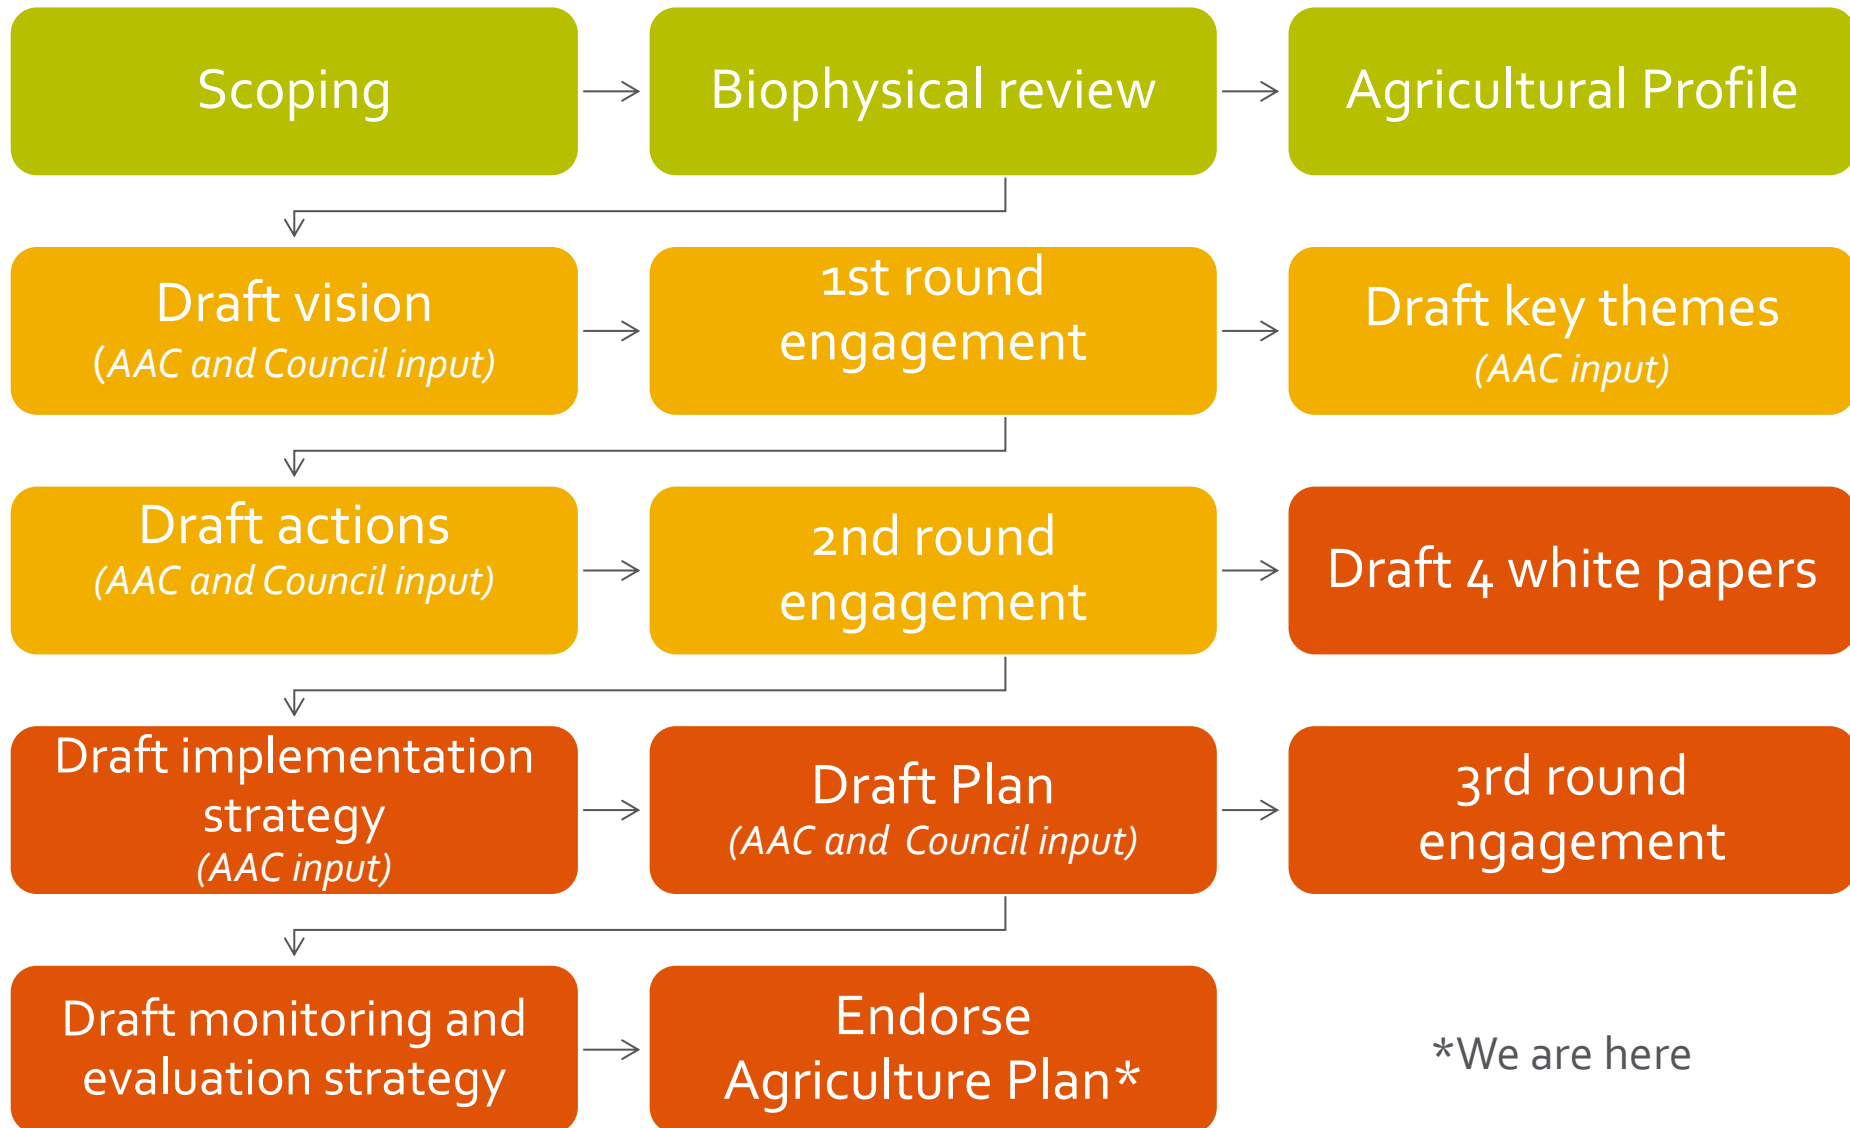 Scoping
Biophysical review
Agricultural Profile
Draft vision
(AAC and Council input)
1st round
engagement
Draft key themes
(AAC input)
Draft actions
(AAC and Council input)
2nd round
engagement
Draft 4 white papers
Draft implementation
strategy
(AAC input)
Draft Plan
(AAC and Council input)
3rd round
engagement
Draft monitoring and
evaluation strategy
Endorse
Agriculture Plan*
*We are here